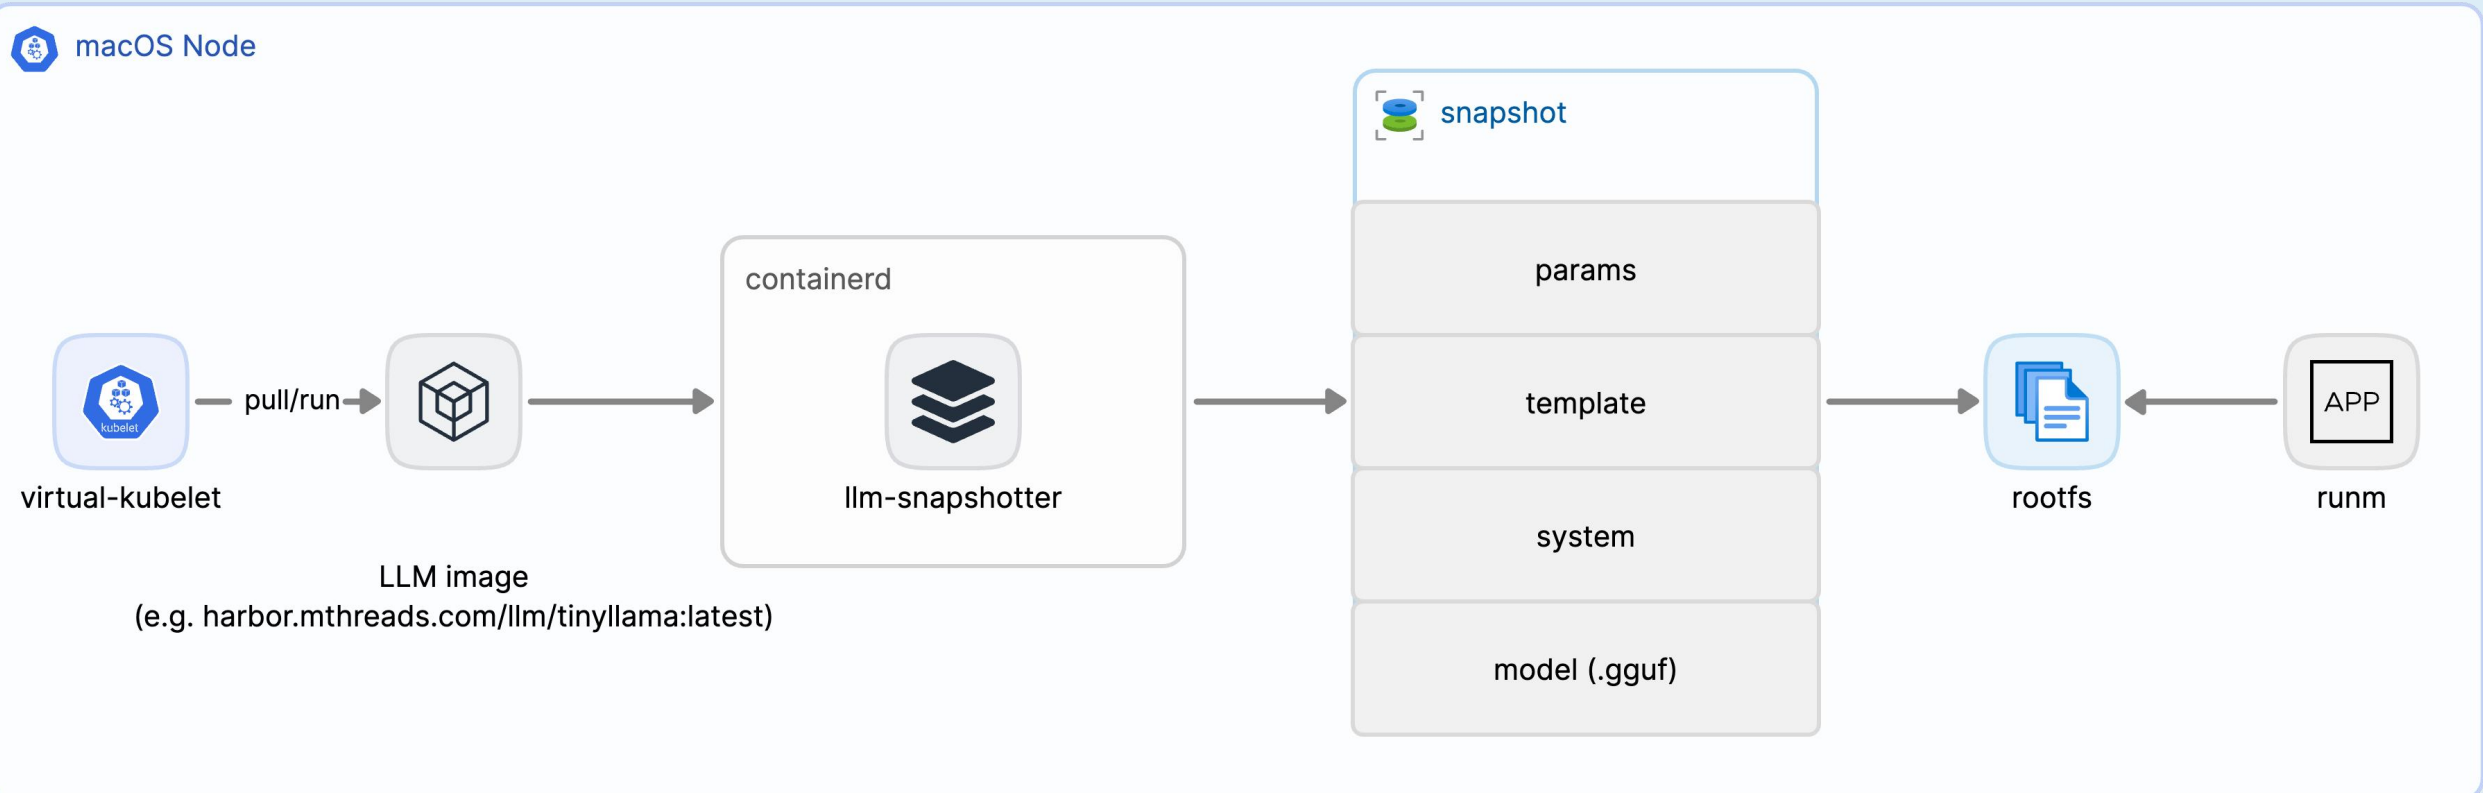 macOS Node
snapshot
params
containerd
kubelet
pull/run
template
APP
virtual-kubelet
llm-snapshotter
rootfs
runm
system
LLM image
(e.g. harbor.mthreads.com/llm/tinyllama:latest)
model (.gguf)